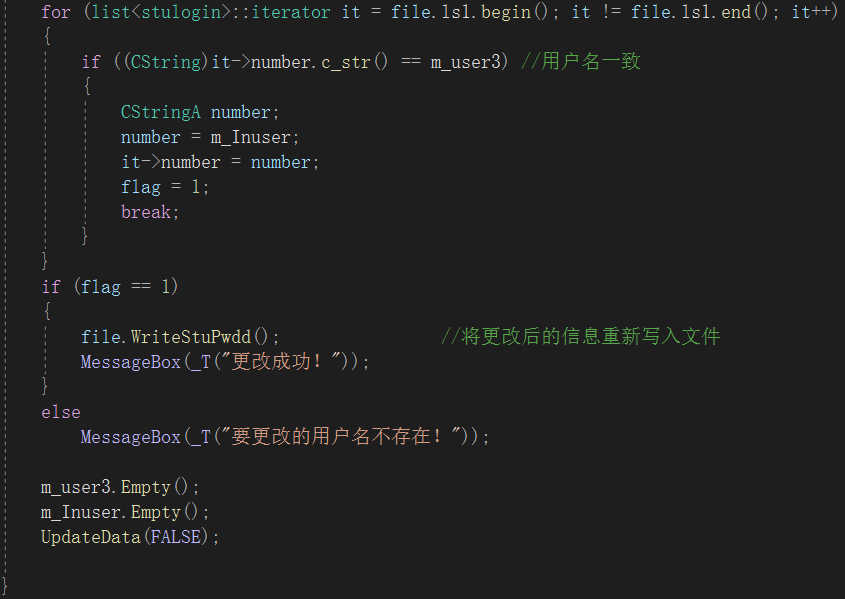 for (list<stulogin>::iterator it = file.lsl.begin(); it != file.lsl.end(); it++)
{
if ((CString)it->number.c_str() == m_user3) //用户名一致
{
CStringA number;
number = m_Inuser;
it->number = number;
flag = 1;
break;
}
}
if (flag == 1)
{
file.WriteStuPwdd(); //将更改后的信息重新写入文件
MessageBox(_T("更改成功！"));
}
else
MessageBox(_T("要更改的用户名不存在！"));
m_user3.Empty();
m_Inuser.Empty();
UpdateData(FALSE);
}